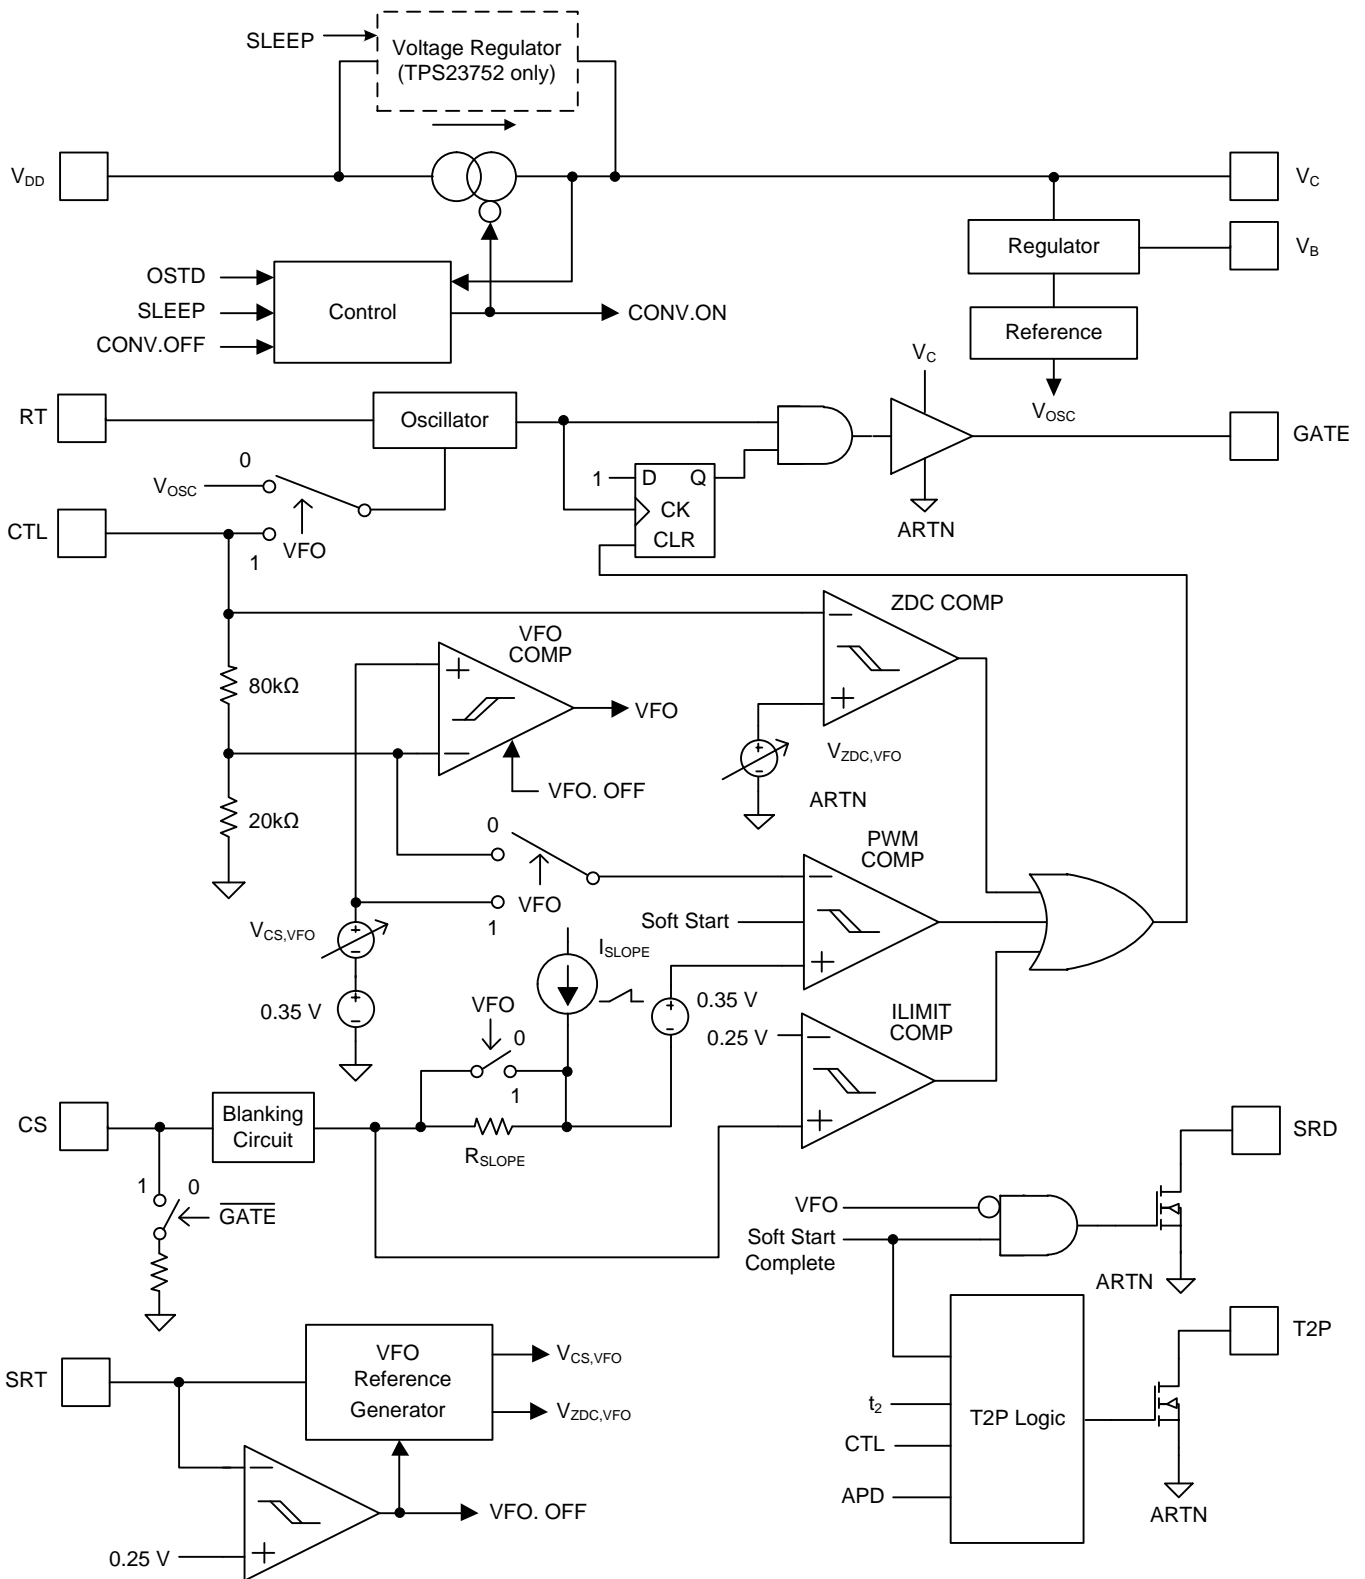 SLEEP
Voltage Regulator
(TPS23752 only)
VDD
VC
Regulator
VB
OSTD
SLEEP
CONV.OFF
Control
CONV.ON
Reference
VOSC
VC
RT
Oscillator
GATE
0
VOSC
1
D
Q
CK
CLR
ARTN
CTL
1
VFO
ZDC COMP
−
+
VFO
COMP
+
−
VFO
80kΩ
VFO. OFF
VZDC,VFO
+
−
ARTN
20kΩ
0
VFO
1
PWM
COMP
−
+
Soft Start
VCS,VFO
+
−
0.35 V
+
−
ISLOPE
VFO
0
1
+
−
0.35 V
0.25 V
ILIMIT
COMP
−
+
CS
Blanking
Circuit
RSLOPE
1
0
GATE
SRD
VFO
Soft Start
Complete
ARTN
T2P
SRT
VFO
Reference
Generator
VCS,VFO
VZDC,VFO
t2
CTL
APD
T2P Logic
ARTN
−
+
0.25 V
VFO. OFF